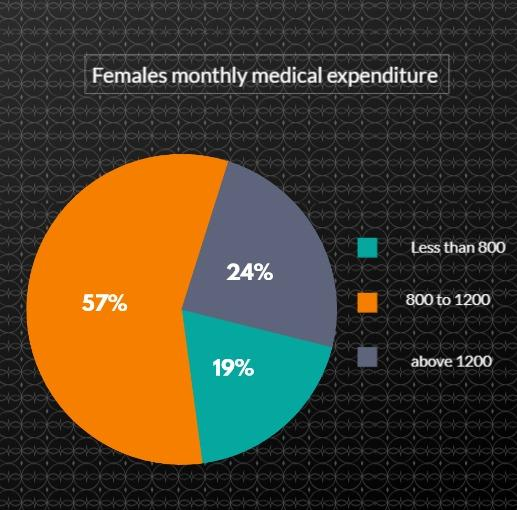 Females monthly medical expenditure
24%
57%
19%
Less than 800
800 to 1200
above 1200